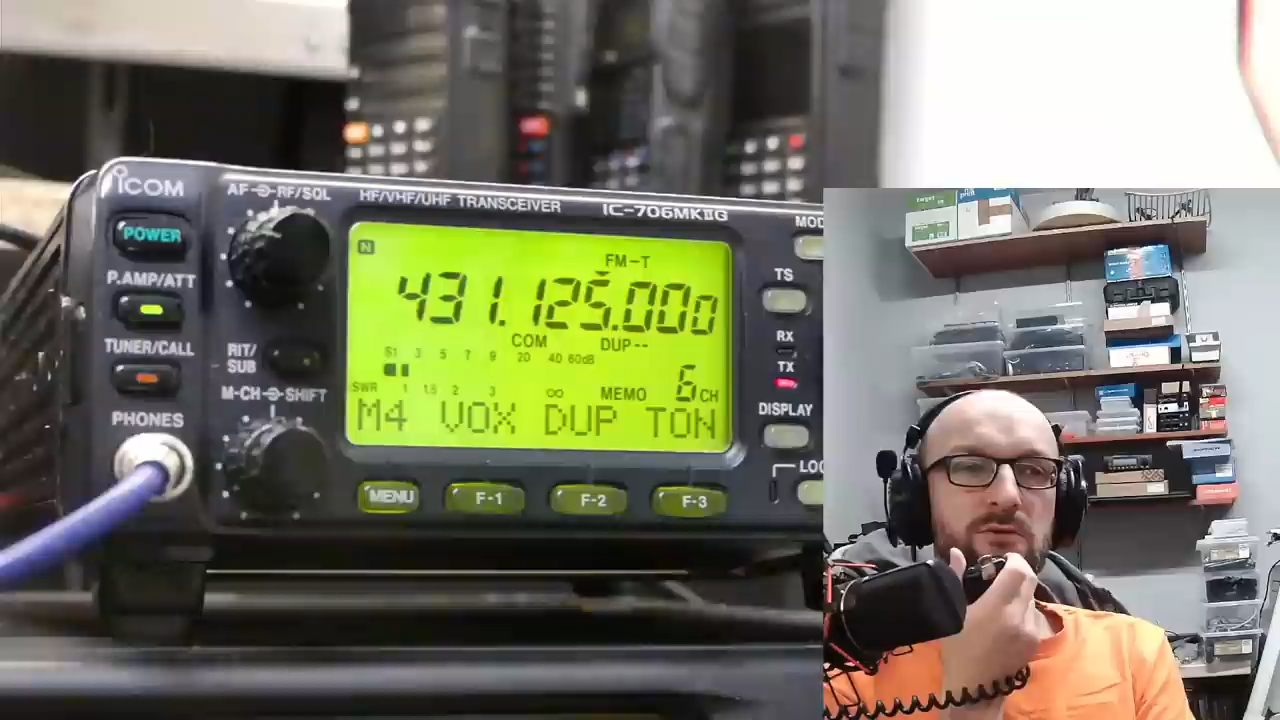 ICOM
AF RF/SQL
HF/VHF/UHF TRANSCEIVER
IC-706MKIIG
POWER
P.AMP/ATT
TUNER/CALL
PHONES
RIT/
SUB
M-CH SHIFT
N
FM-T
431.125.000
COM
DUP--
S1 3 5 7 9 20 40 60dB
SWR 1 1.5 2 3 ∞
MEMO
6CH
M4 VOX DUP TON
MENU
F-1
F-2
F-3
MOD
TS
RX
TX
DISPLAY
LOC